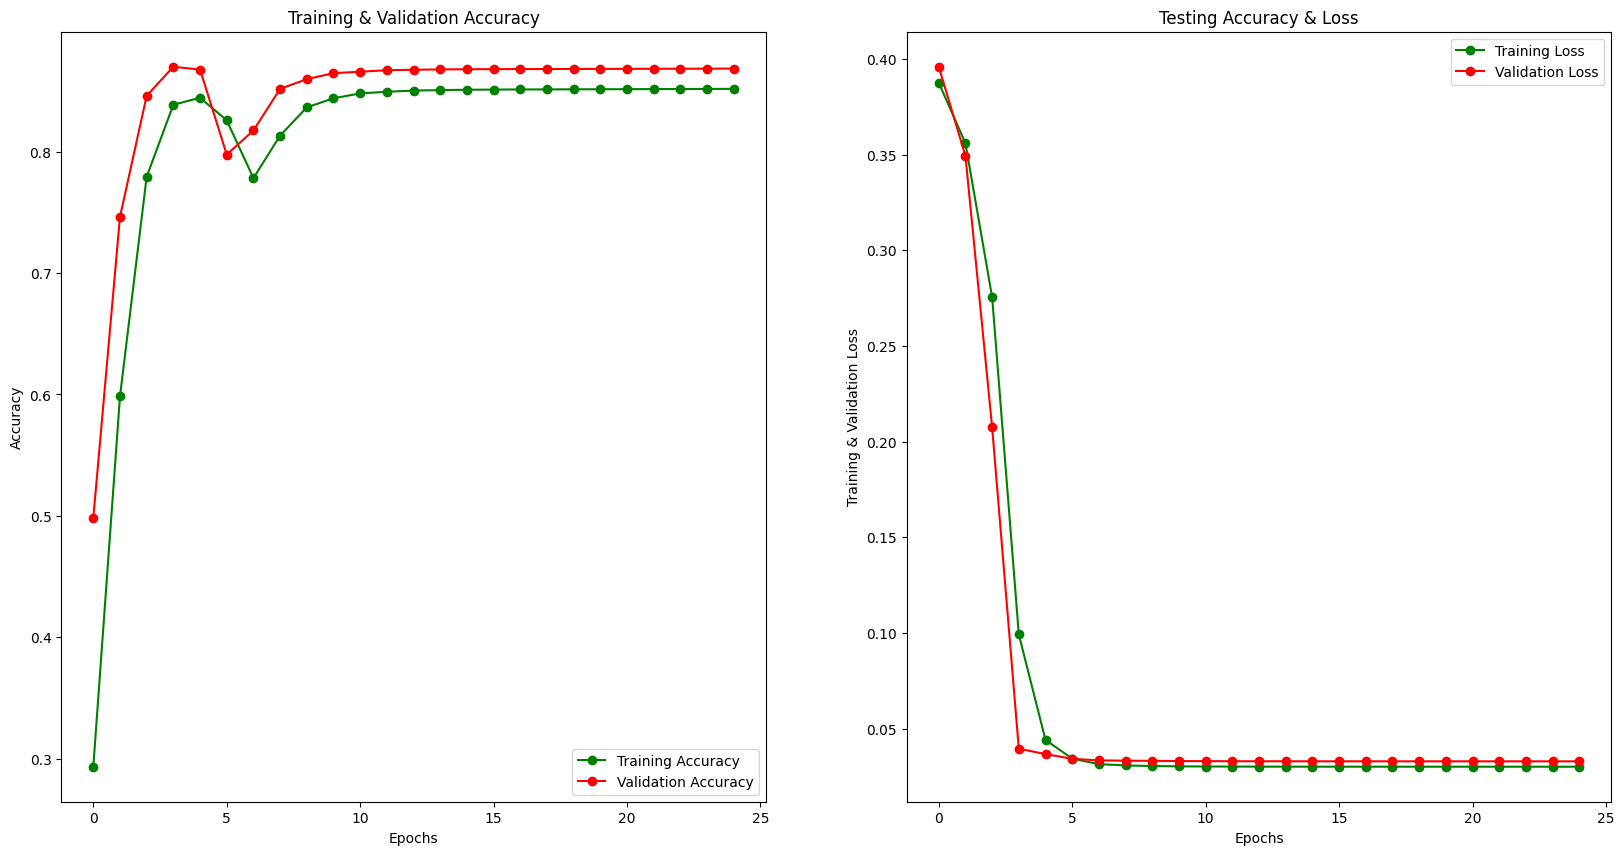 Training & Validation Accuracy
Accuracy
0.8
0.7
0.6
0.5
0.4
0.3
Training Accuracy
Validation Accuracy
0 5 10 15 20 25
Epochs
Testing Accuracy & Loss
Training & Validation Loss
0.40
0.35
0.30
0.25
0.20
0.15
0.10
0.05
Training Loss
Validation Loss
0 5 10 15 20 25
Epochs